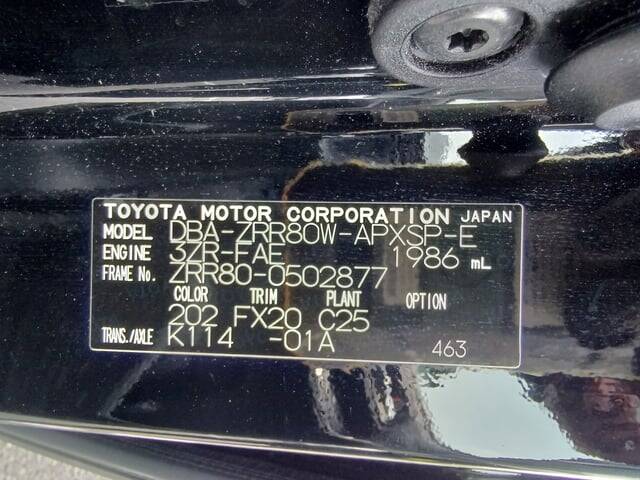 TOYOTA MOTOR CORPORATION JAPAN
MODEL DBA-ZRR80W-APXSP-E
ENGINE 3ZR-FAE 1986 mL
FRAME No. ZRR80-0502877
COLOR TRIM PLANT OPTION
202 FX20 C25
TRANS./AXLE K114 -01A 463